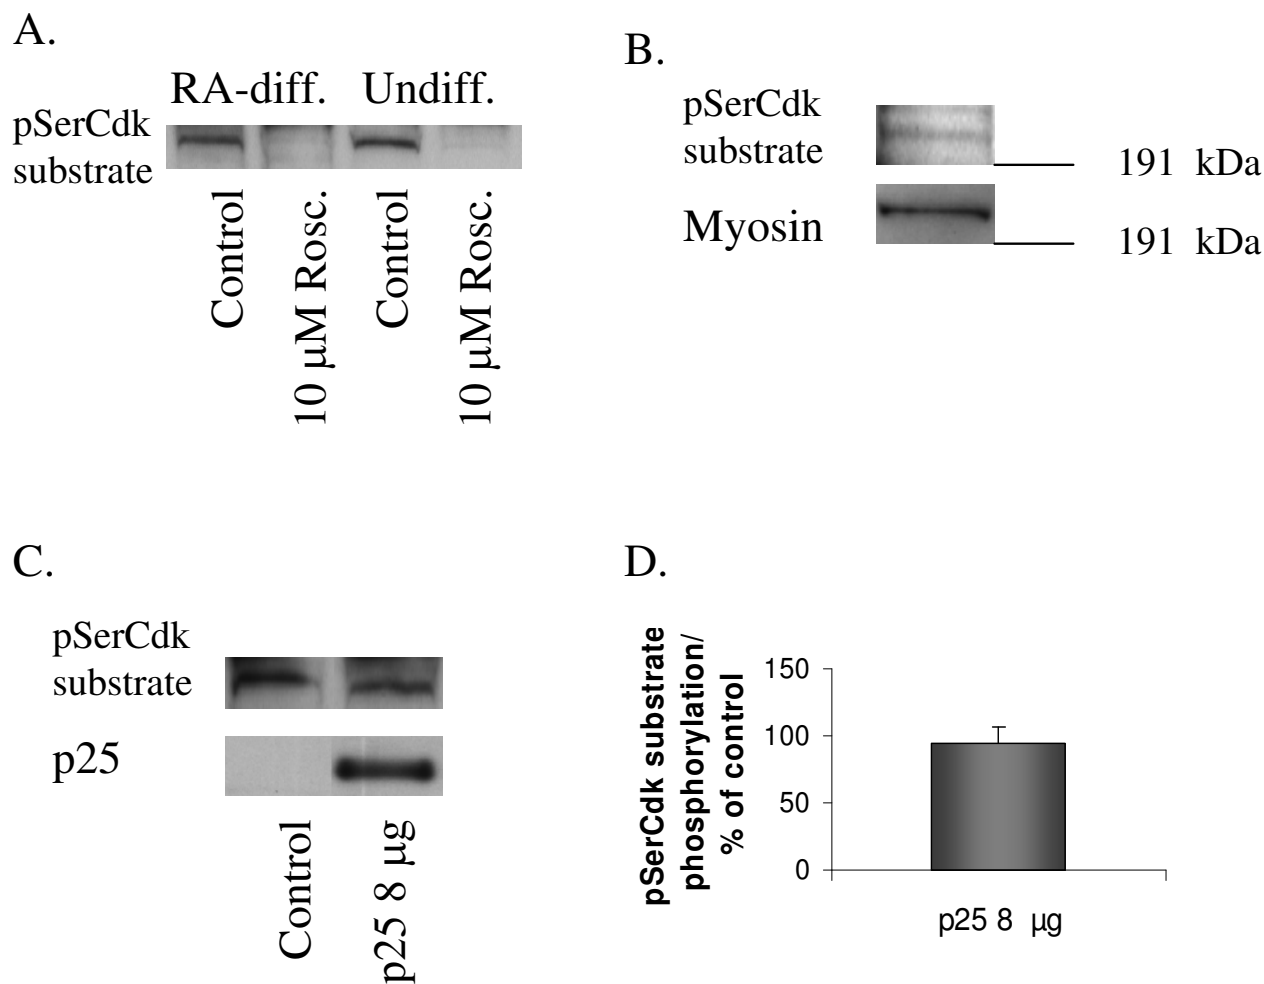 A.
RA-diff. Undiff.
pSerCdk
substrate
Control
10 µM Rosc.
Control
10 µM Rosc.
B.
pSerCdk
substrate
191 kDa
Myosin
191 kDa
C.
pSerCdk
substrate
p25
Control
p25 8 µg
D.
pSerCdk substrate
phosphorylation/
% of control
150
100
50
0
p25 8 µg